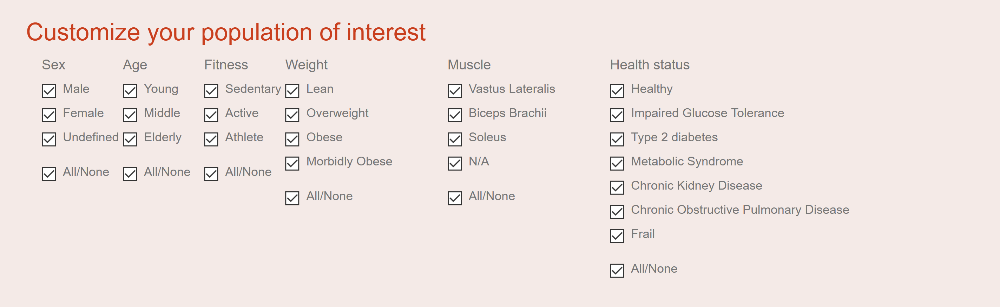 Customize your population of interest
Sex Age Fitness Weight Muscle Health status
Male Young Sedentary Lean Vastus Lateralis Healthy
Female Middle Active Overweight Biceps Brachii Impaired Glucose Tolerance
Undefined Elderly Athlete Obese Soleus Type 2 diabetes
Morbidly Obese N/A Metabolic Syndrome
All/None All/None All/None
Chronic Kidney Disease
All/None All/None
Chronic Obstructive Pulmonary Disease
Frail
All/None